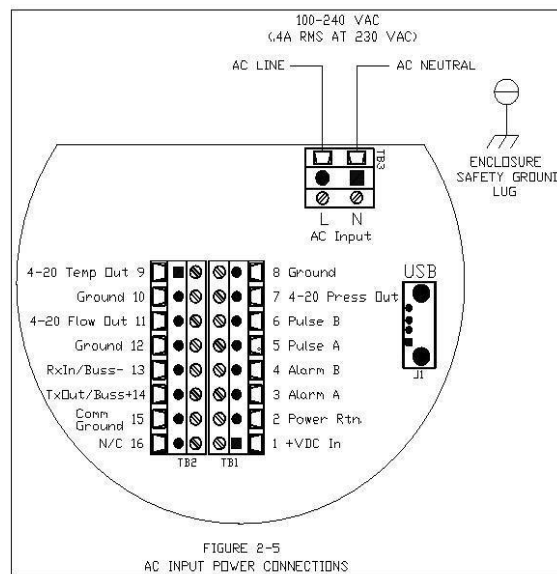 100-240 VAC
(.4A RMS AT 230 VAC)
AC LINE
AC NEUTRAL
TB3
ENCLOSURE
SAFETY GROUND
LUG
L N
AC Input
4-20 Temp Out 9
Ground 10
4-20 Flow Out 11
Ground 12
RxIn/Buss- 13
TxOut/Buss+14
Comm
Ground 15
N/C 16
8 Ground
7 4-20 Press Out
6 Pulse B
5 Pulse A
4 Alarm B
3 Alarm A
2 Power Rtn
1 +VDC In
TB2 TB1
USB
J1
FIGURE 2-5
AC INPUT POWER CONNECTIONS